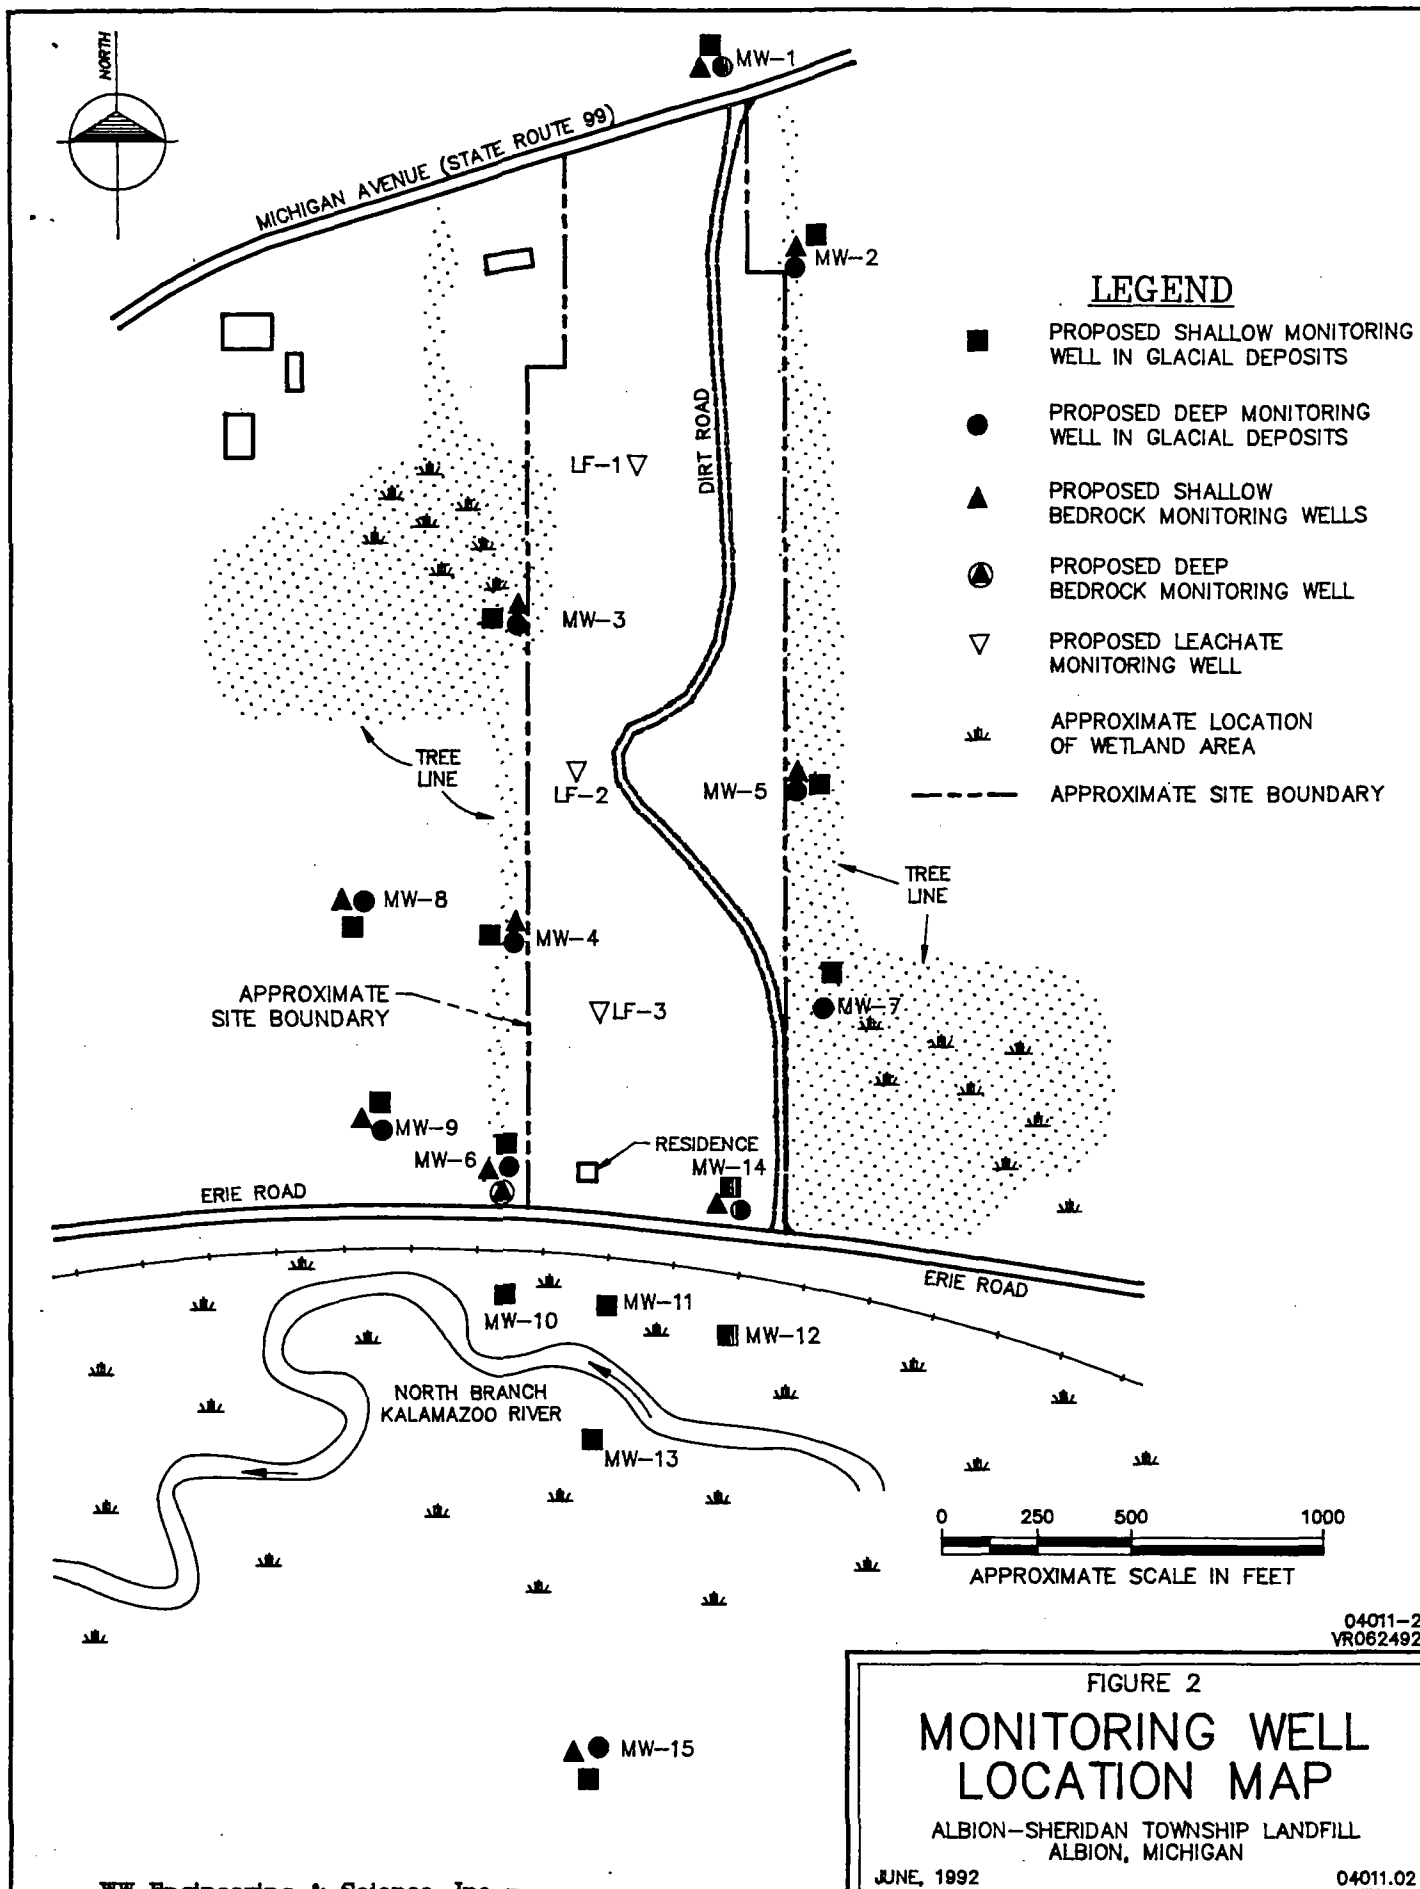 NORTH
MW-1
MICHIGAN AVENUE (STATE ROUTE 99)
MW-2
LEGEND
PROPOSED SHALLOW MONITORING
WELL IN GLACIAL DEPOSITS
PROPOSED DEEP MONITORING
WELL IN GLACIAL DEPOSITS
PROPOSED SHALLOW
BEDROCK MONITORING WELLS
PROPOSED DEEP
BEDROCK MONITORING WELL
PROPOSED LEACHATE
MONITORING WELL
APPROXIMATE LOCATION
OF WETLAND AREA
APPROXIMATE SITE BOUNDARY
DIRT ROAD
LF-1
MW-3
TREE
LINE
LF-2
MW-5
TREE
LINE
MW-8
MW-4
APPROXIMATE
SITE BOUNDARY
LF-3
MW-7
MW-9
MW-6
RESIDENCE
MW-14
ERIE ROAD
ERIE ROAD
MW-10
MW-11
MW-12
NORTH BRANCH
KALAMAZOO RIVER
MW-13
0 250 500 1000
APPROXIMATE SCALE IN FEET
04011-2
VR062492
MW-15
FIGURE 2
MONITORING WELL
LOCATION MAP
ALBION-SHERIDAN TOWNSHIP LANDFILL
ALBION, MICHIGAN
JUNE, 1992 04011.02
WW Engineering & Science, Inc.